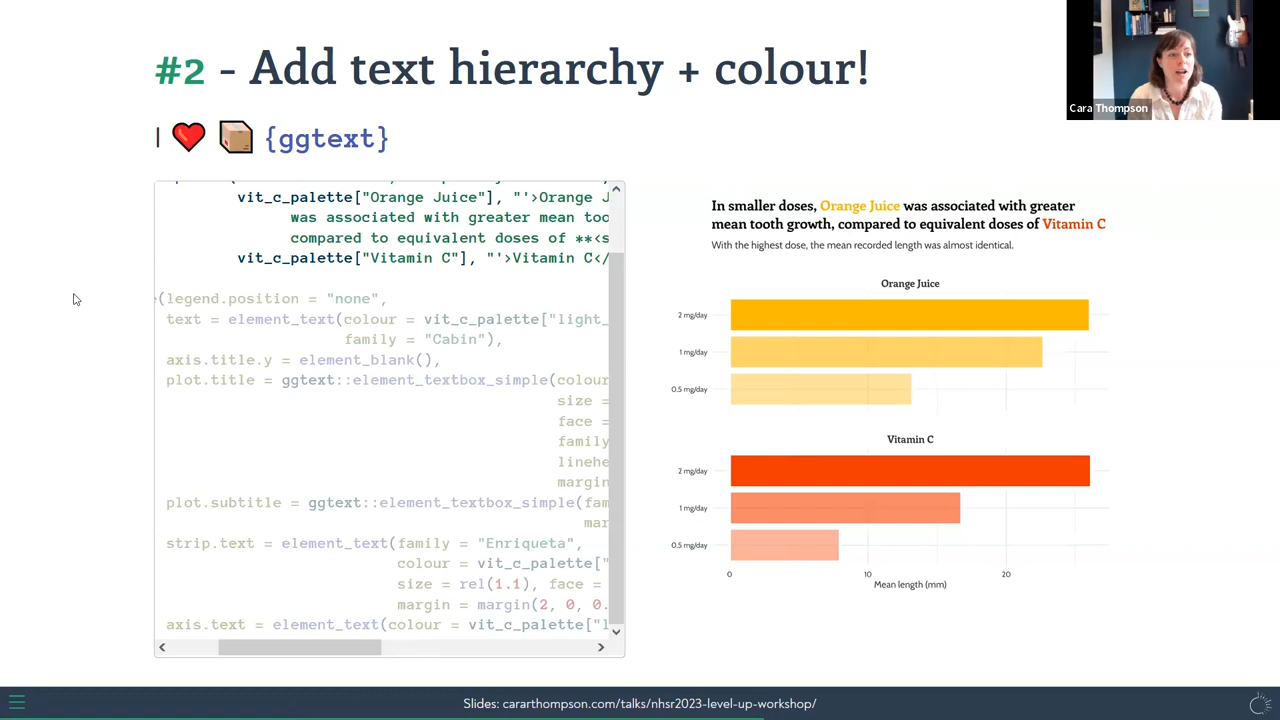 #2 - Add text hierarchy + colour!
Cara Thompson
I ❤️ 📦 {ggtext}
vit_c_palette["Orange Juice"], "'>Orange J
was associated with greater mean too
compared to equivalent doses of **<s
vit_c_palette["Vitamin C"], "'>Vitamin C</
(legend.position = "none",
text = element_text(colour = vit_c_palette["light_
family = "Cabin"),
axis.title.y = element_blank(),
plot.title = ggtext::element_textbox_simple(colour
size =
face =
family
linehe
margin
plot.subtitle = ggtext::element_textbox_simple(fam
mar
strip.text = element_text(family = "Enriqueta",
colour = vit_c_palette["
size = rel(1.1), face =
margin = margin(2, 0, 0.
axis.text = element_text(colour = vit_c_palette["l
In smaller doses, Orange Juice was associated with greater
mean tooth growth, compared to equivalent doses of Vitamin C
With the highest dose, the mean recorded length was almost identical.
Orange Juice
2 mg/day
1 mg/day
0.5 mg/day
Vitamin C
2 mg/day
1 mg/day
0.5 mg/day
0
10
20
Mean length (mm)
Slides: cararthompson.com/talks/nhsr2023-level-up-workshop/